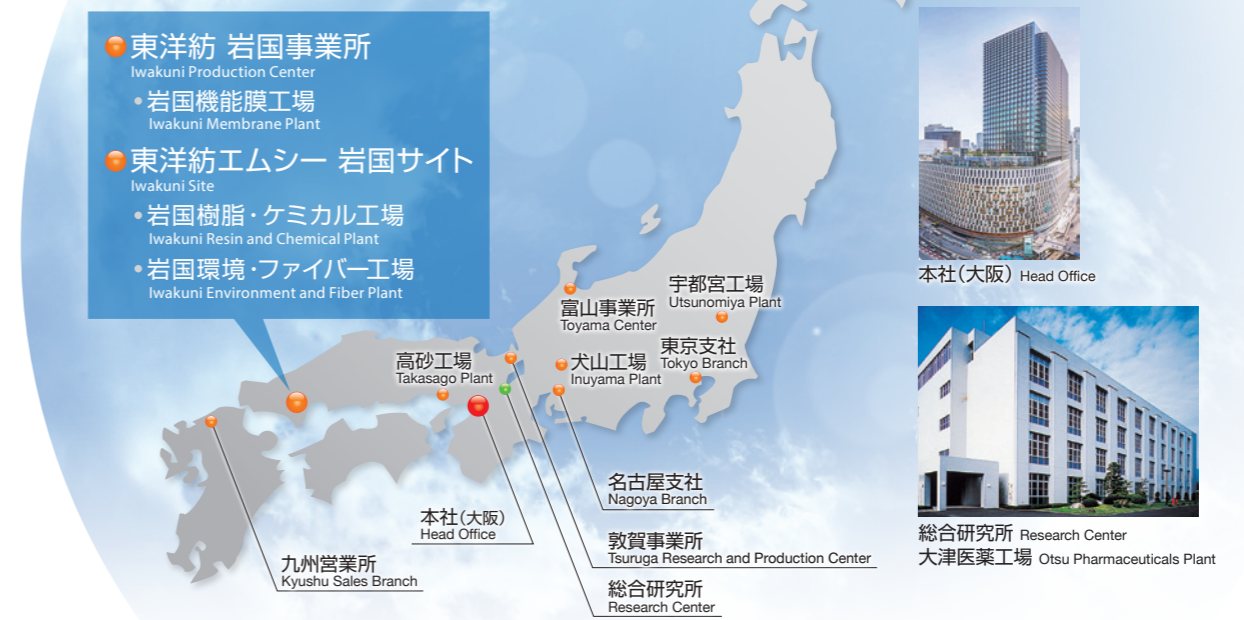 東洋紡 岩国事業所
Iwakuni Production Center
・岩国機能膜工場
Iwakuni Membrane Plant
東洋紡エムシー 岩国サイト
Iwakuni Site
・岩国樹脂・ケミカル工場
Iwakuni Resin and Chemical Plant
・岩国環境・ファイバー工場
Iwakuni Environment and Fiber Plant
富山事業所
Toyama Center
宇都宮工場
Utsunomiya Plant
高砂工場
Takasago Plant
犬山工場
Inuyama Plant
東京支社
Tokyo Branch
名古屋支社
Nagoya Branch
本社(大阪)
Head Office
敦賀事業所
Tsuruga Research and Production Center
九州営業所
Kyushu Sales Branch
総合研究所
Research Center
本社(大阪) Head Office
総合研究所 Research Center
大津医薬工場 Otsu Pharmaceuticals Plant